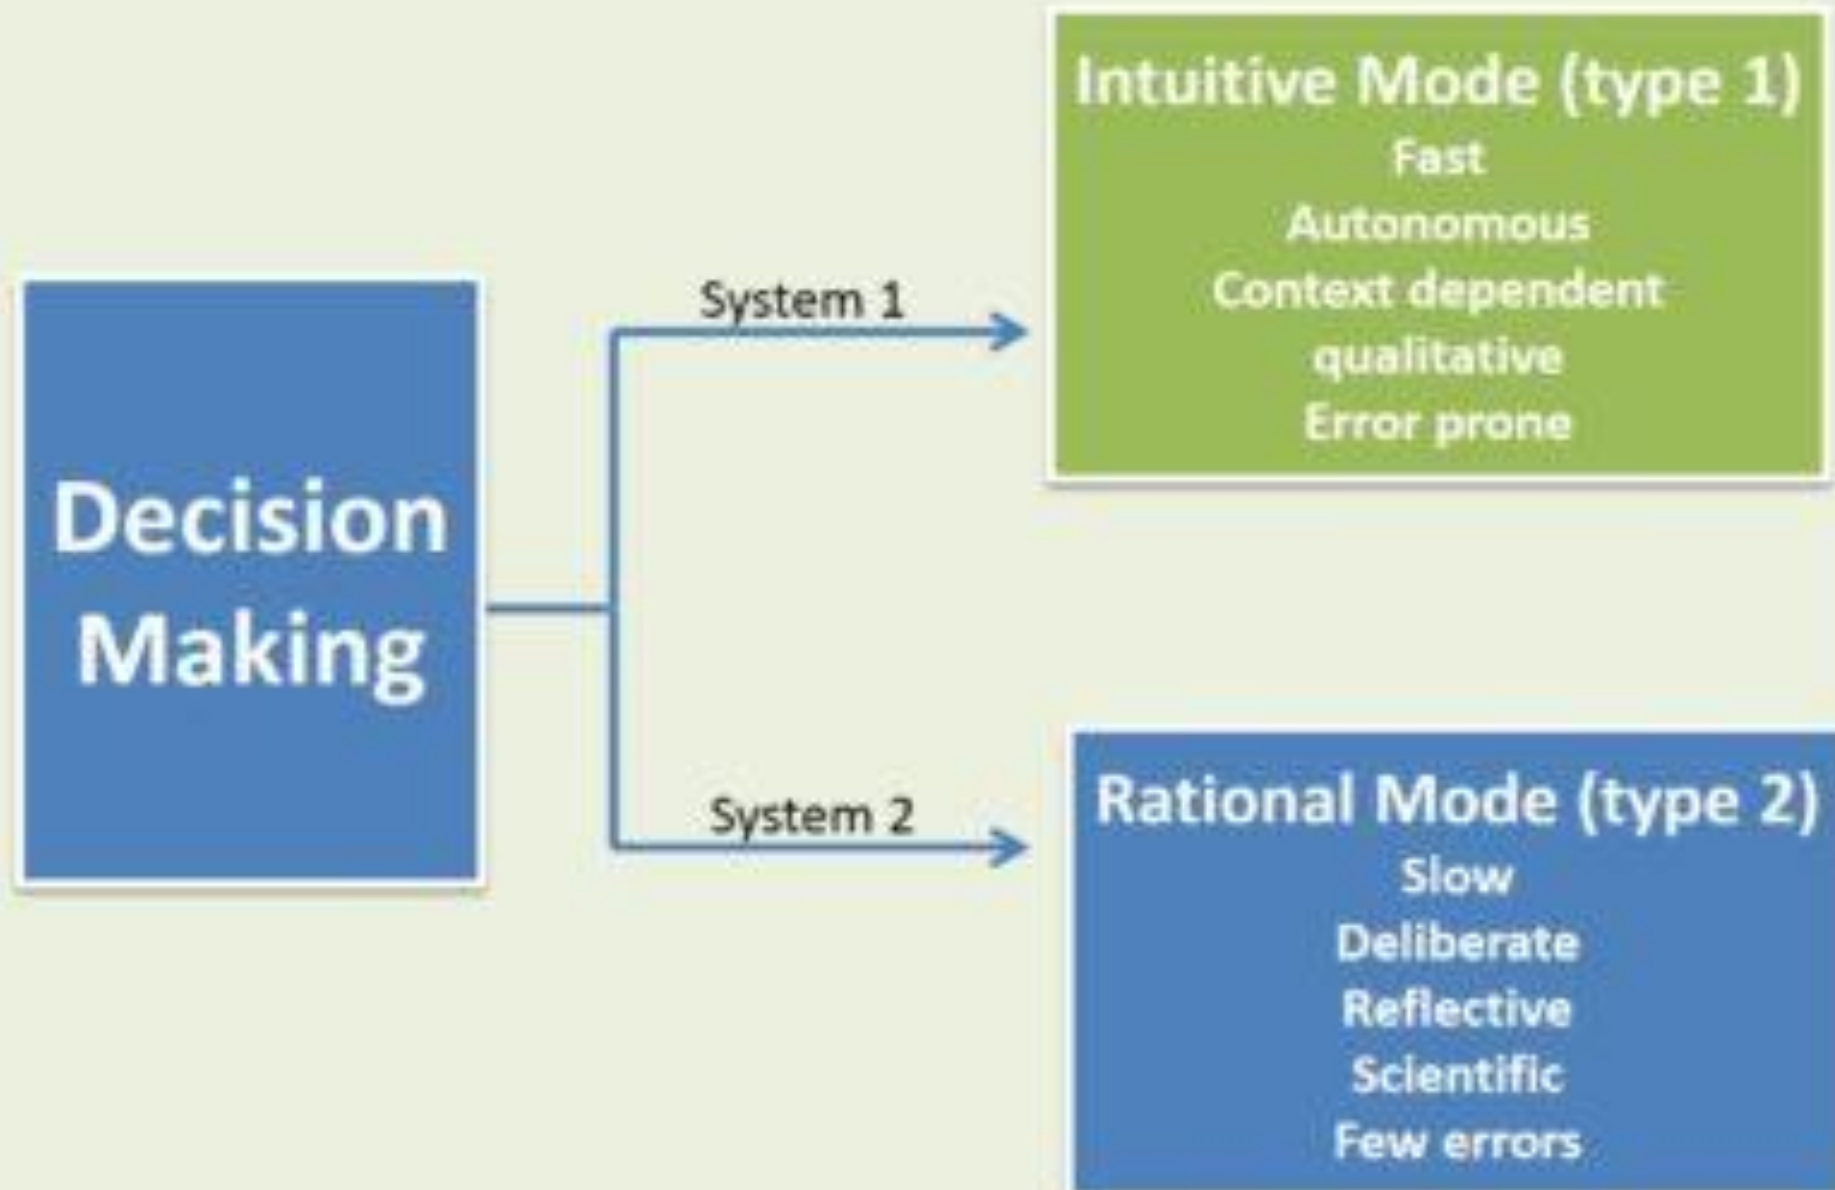 Decision
Making
System 1
Intuitive Mode (type 1)
Fast
Autonomous
Context dependent
qualitative
Error prone
System 2
Rational Mode (type 2)
Slow
Deliberate
Reflective
Scientific
Few errors